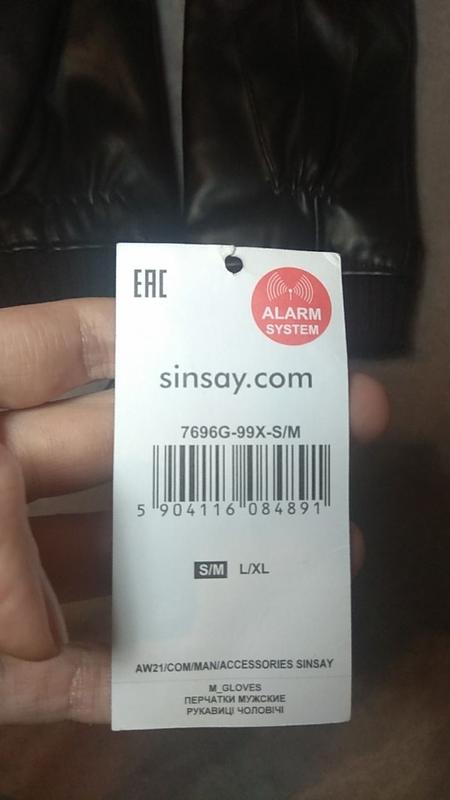 EAC
ALARM
SYSTEM
sinsay.com
7696G-99X-S/M
5 904116 084891
S/M L/XL
AW21/COM/MAN/ACCESSORIES SINSAY
M_GLOVES
ПЕРЧАТКИ МУЖСКИЕ
РУКАВИЦІ ЧОЛОВІЧІ